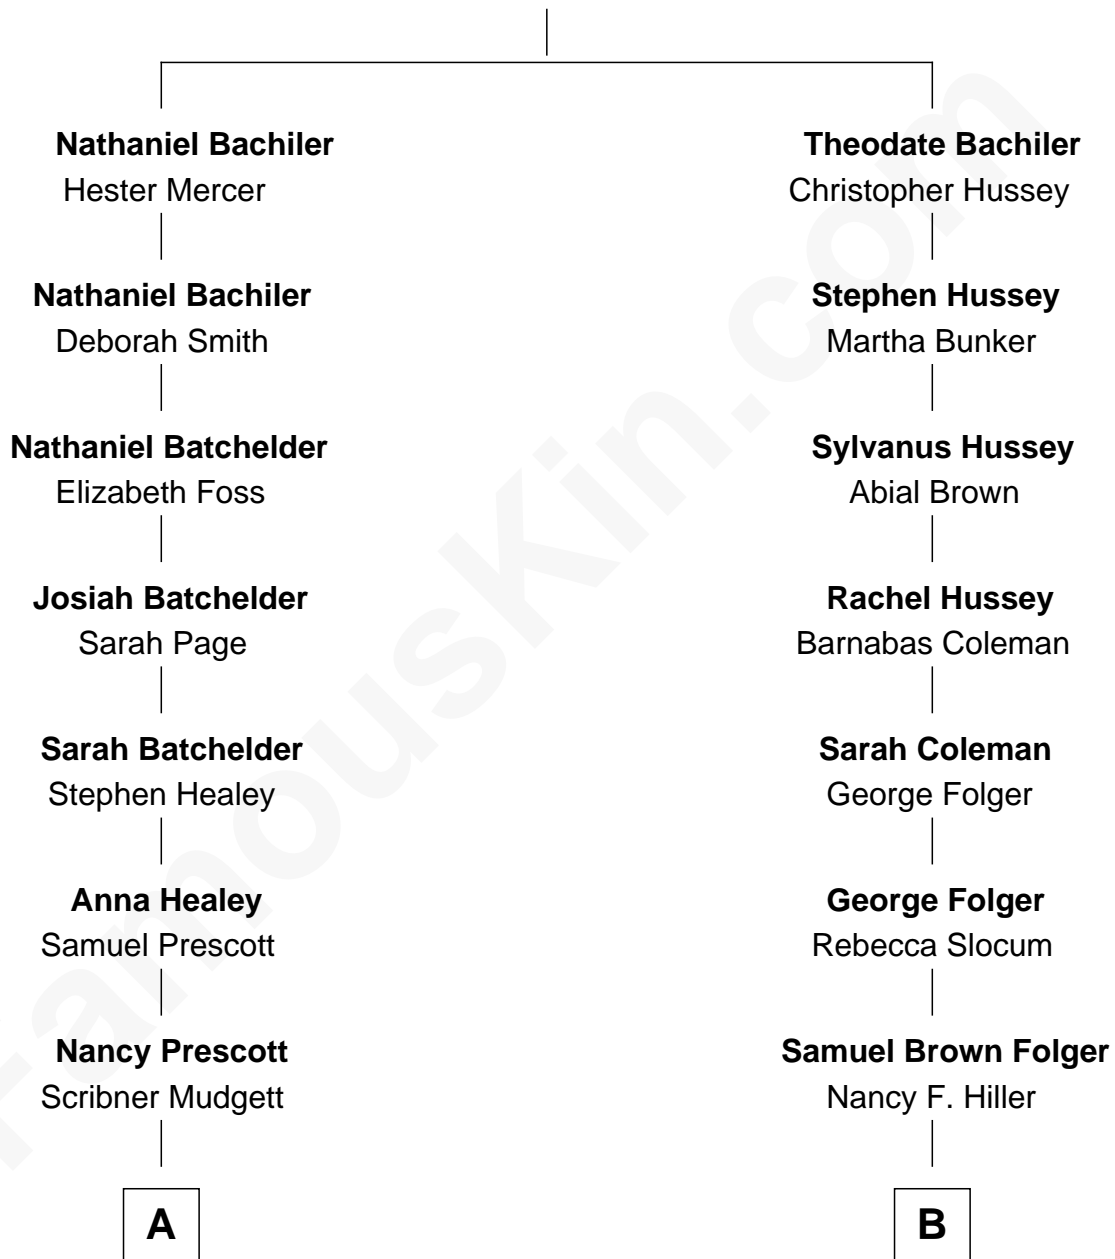 Nathaniel Bachiler
Hester Mercer
Nathaniel Bachiler
Deborah Smith
Nathaniel Batchelder
Elizabeth Foss
Josiah Batchelder
Sarah Page
Sarah Batchelder
Stephen Healey
Anna Healey
Samuel Prescott
Nancy Prescott
Scribner Mudgett
A
Theodate Bachiler
Christopher Hussey
Stephen Hussey
Martha Bunker
Sylvanus Hussey
Abial Brown
Rachel Hussey
Barnabas Coleman
Sarah Coleman
George Folger
George Folger
Rebecca Slocum
Samuel Brown Folger
Nancy F. Hiller
B
FamousKin.com